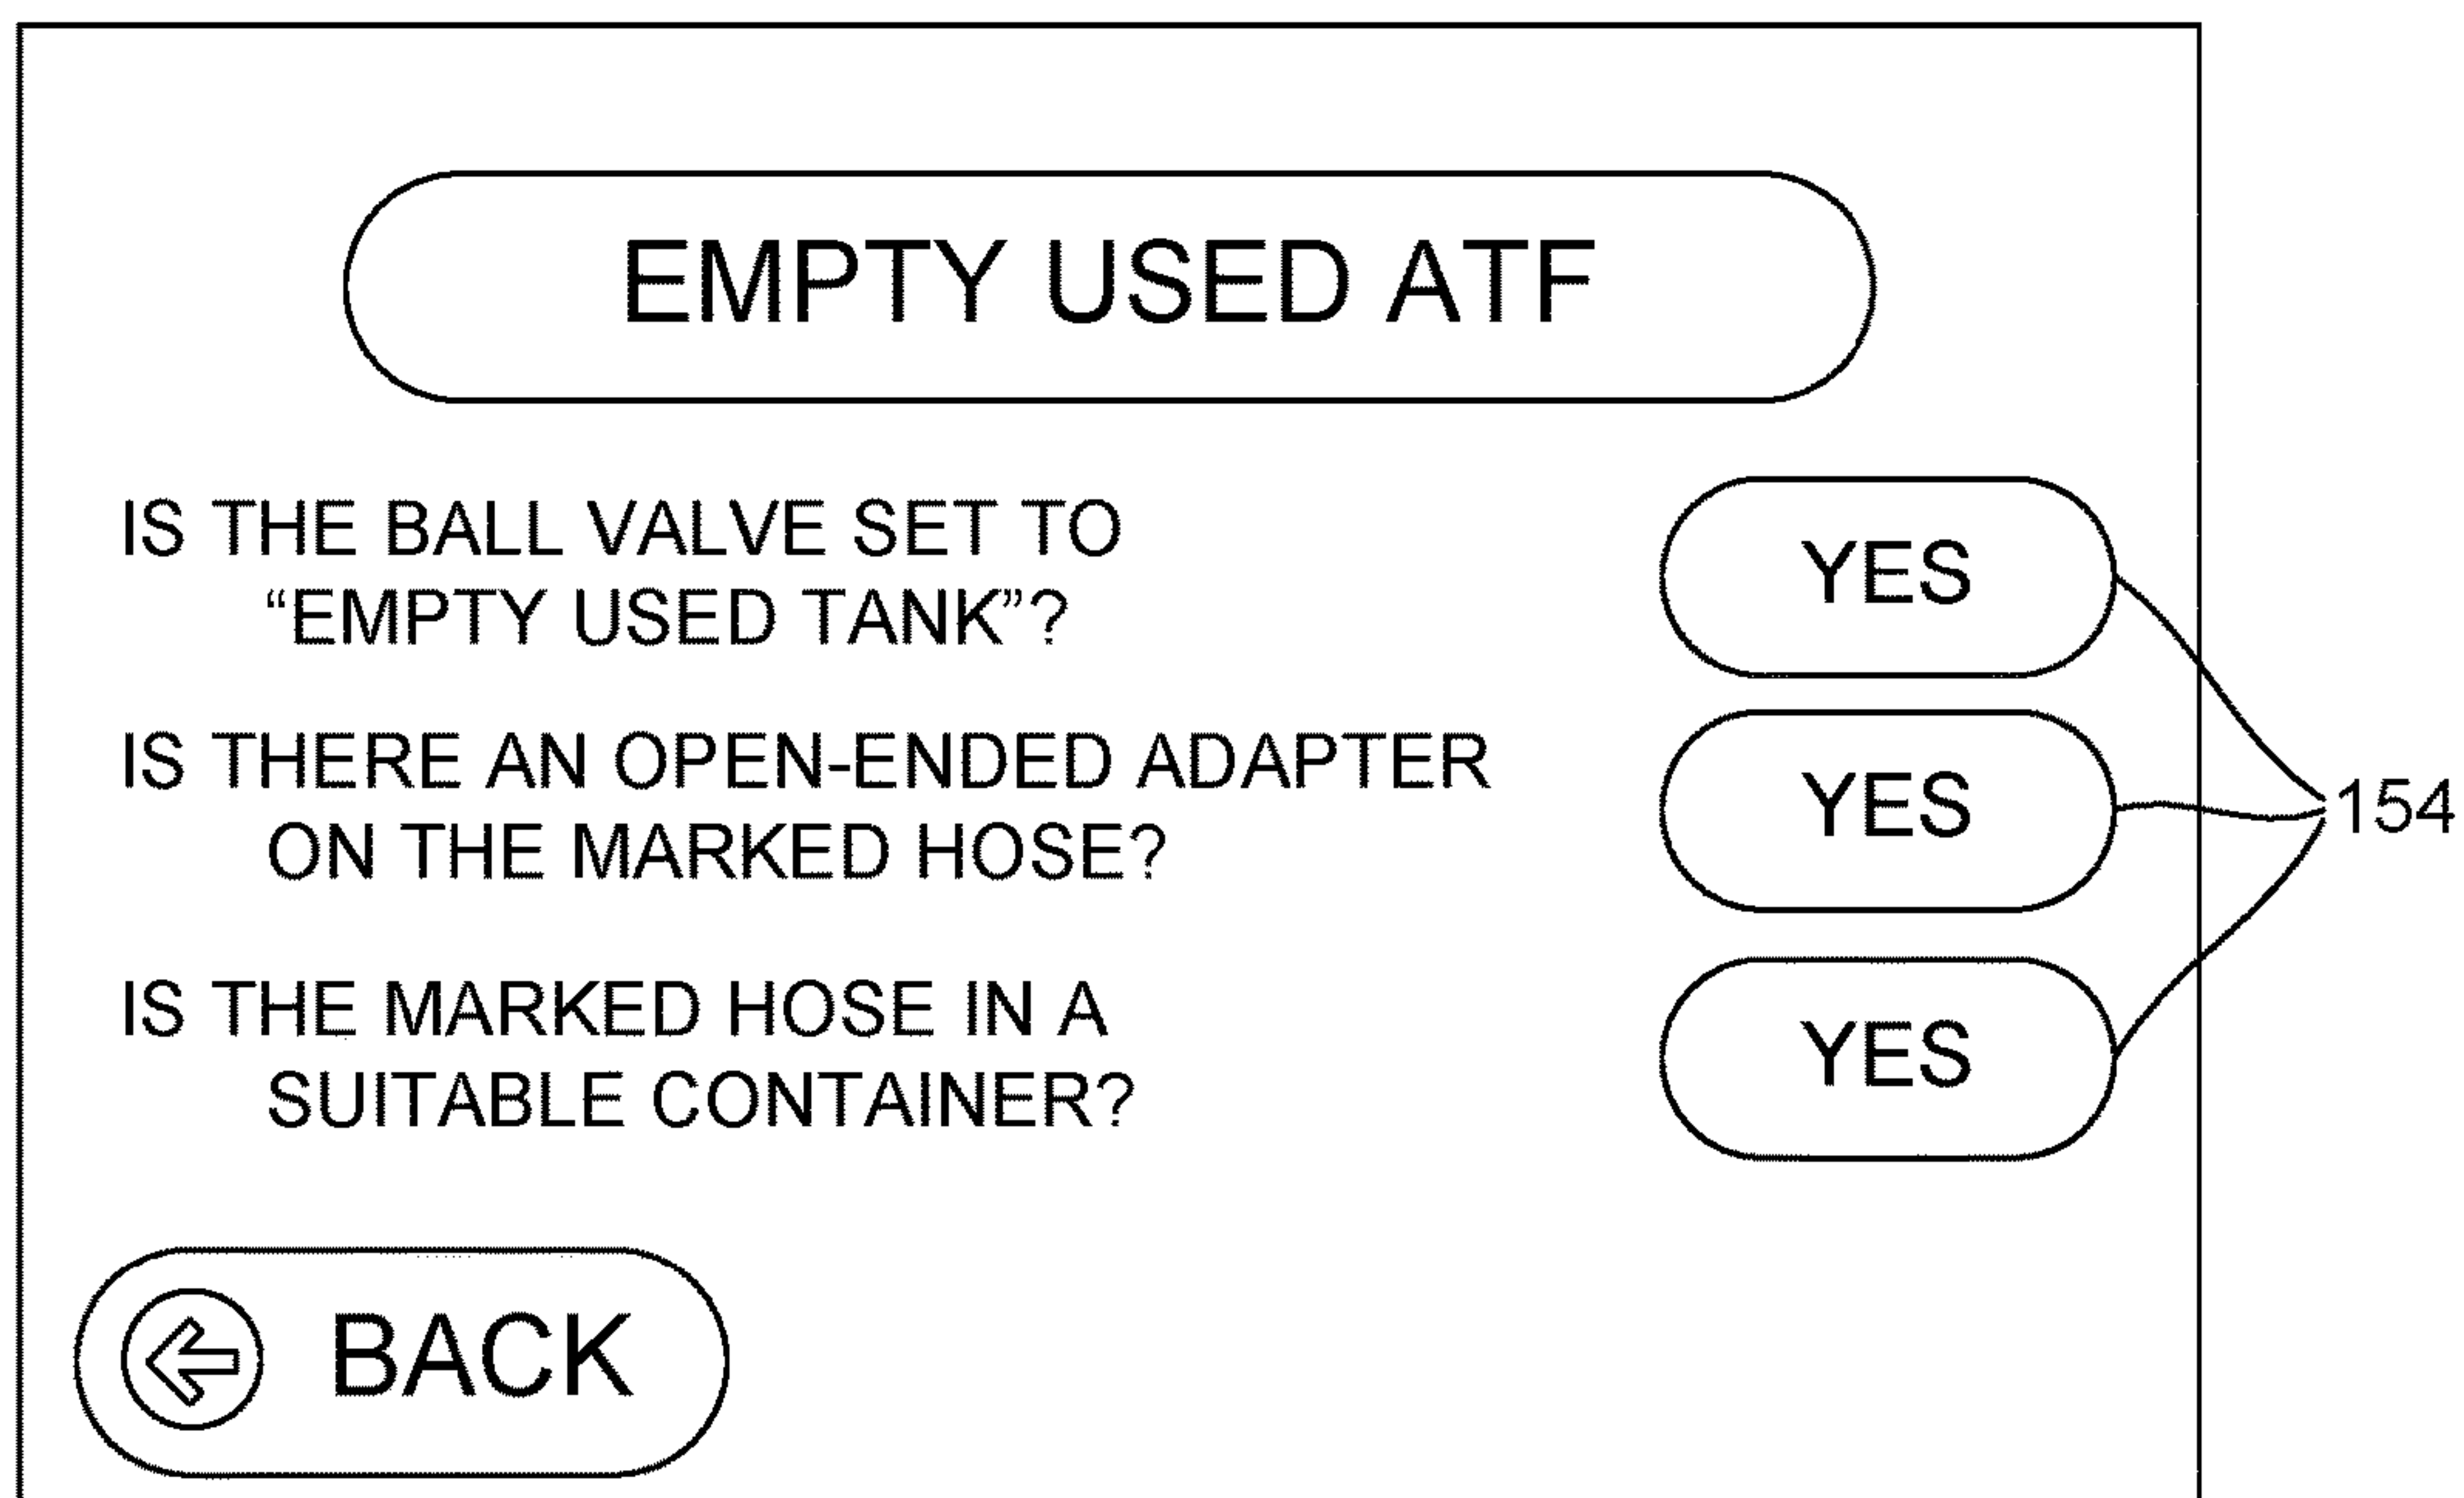 EMPTY USED ATF
IS THE BALL VALVE SET TO
“EMPTY USED TANK”?
YES
IS THERE AN OPEN-ENDED ADAPTER
ON THE MARKED HOSE?
YES
154
IS THE MARKED HOSE IN A
SUITABLE CONTAINER?
YES
BACK